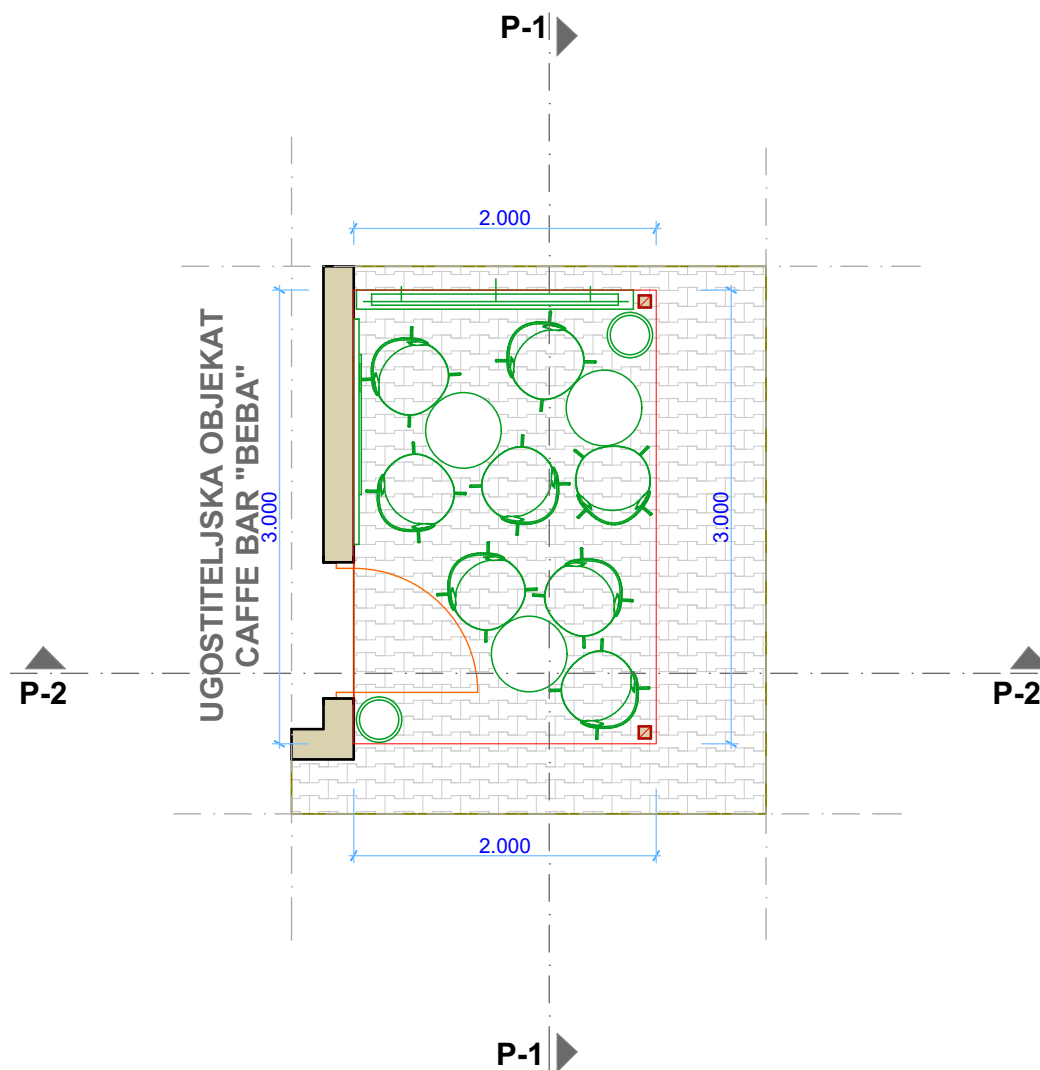 P-1
2.000
UGOSTITELJSKA OBJEKAT
CAFFE BAR "BEBA"
3.000
3.000
P-2
P-2
2.000
P-1